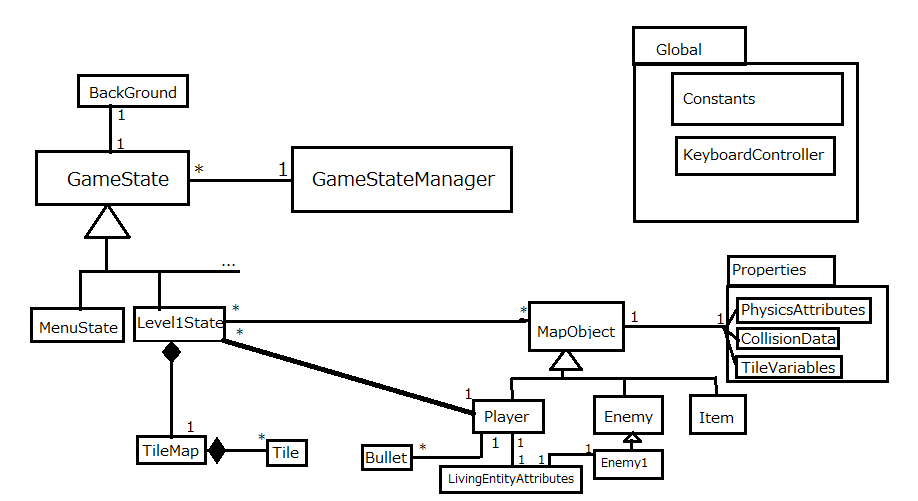 Global
BackGround
Constants
1
1
KeyboardController
GameState
*
1
GameStateManager
...
Properties
MenuState
Level1State
*
*
*
MapObject
1
1
PhysicsAttributes
CollisionData
TileVariables
1
Player
Enemy
Item
1
TileMap
*
Tile
Bullet
*
1
1
1
1
1
LivingEntityAttributes
Enemy1